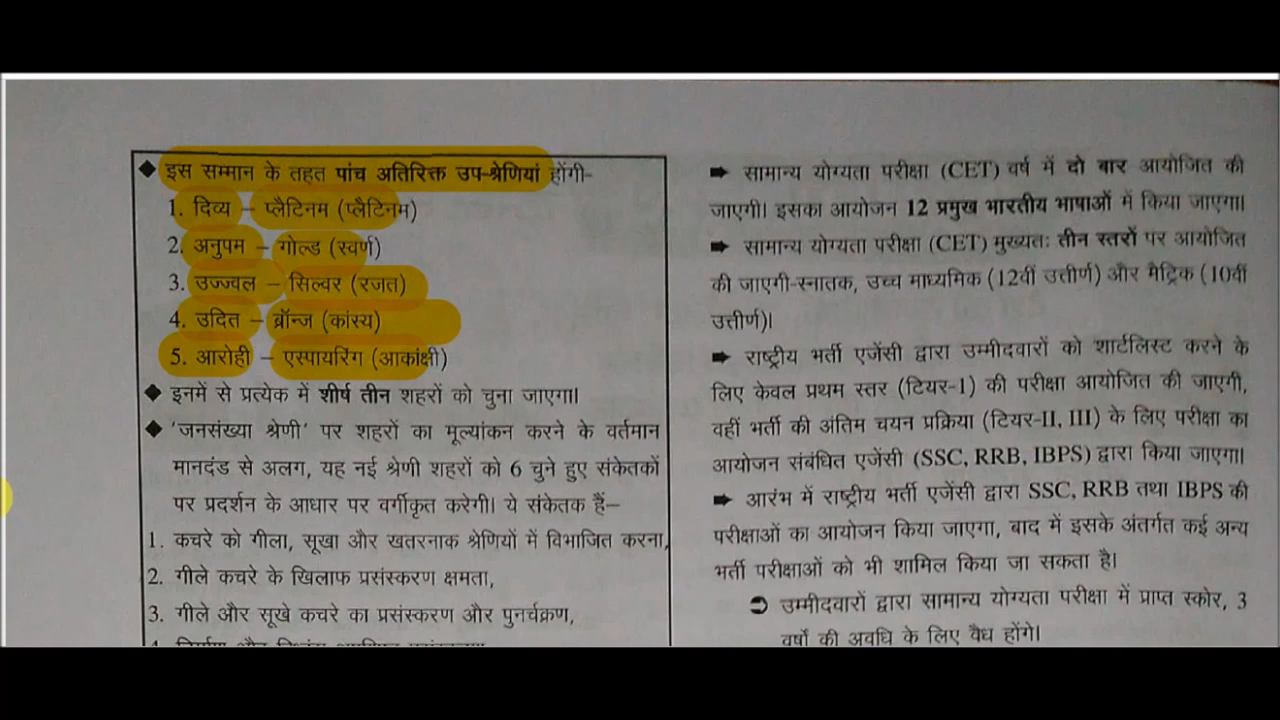 ◆ इस सम्मान के तहत पांच अतिरिक्त उप-श्रेणियां होंगी-
1. दिव्य – प्लैटिनम (प्लैटिनम)
2. अनुपम – गोल्ड (स्वर्ण)
3. उज्ज्वल – सिल्वर (रजत)
4. उदित – ब्रॉन्ज (कांस्य)
5. आरोही – एस्पायरिंग (आकांक्षी)
◆ इनमें से प्रत्येक में शीर्ष तीन शहरों को चुना जाएगा।
◆ 'जनसंख्या श्रेणी' पर शहरों का मूल्यांकन करने के वर्तमान
मानदंड से अलग, यह नई श्रेणी शहरों को 6 चुने हुए संकेतकों
पर प्रदर्शन के आधार पर वर्गीकृत करेगी। ये संकेतक हैं–
1. कचरे को गीला, सूखा और खतरनाक श्रेणियों में विभाजित करना,
2. गीले कचरे के खिलाफ प्रसंस्करण क्षमता,
3. गीले और सूखे कचरे का प्रसंस्करण और पुनर्चक्रण,
➡ सामान्य योग्यता परीक्षा (CET) वर्ष में दो बार आयोजित की
जाएगी। इसका आयोजन 12 प्रमुख भारतीय भाषाओं में किया जाएगा।
➡ सामान्य योग्यता परीक्षा (CET) मुख्यतः तीन स्तरों पर आयोजित
की जाएगी-स्नातक, उच्च माध्यमिक (12वीं उत्तीर्ण) और मैट्रिक (10वीं
उत्तीर्ण)।
➡ राष्ट्रीय भर्ती एजेंसी द्वारा उम्मीदवारों को शार्टलिस्ट करने के
लिए केवल प्रथम स्तर (टियर-1) की परीक्षा आयोजित की जाएगी,
वहीं भर्ती की अंतिम चयन प्रक्रिया (टियर-II, III) के लिए परीक्षा का
आयोजन संबंधित एजेंसी (SSC, RRB, IBPS) द्वारा किया जाएगा।
➡ आरंभ में राष्ट्रीय भर्ती एजेंसी द्वारा SSC, RRB तथा IBPS की
परीक्षाओं का आयोजन किया जाएगा, बाद में इसके अंतर्गत कई अन्य
भर्ती परीक्षाओं को भी शामिल किया जा सकता है।
➲ उम्मीदवारों द्वारा सामान्य योग्यता परीक्षा में प्राप्त स्कोर, 3
वर्षों की अवधि के लिए वैध होंगे।